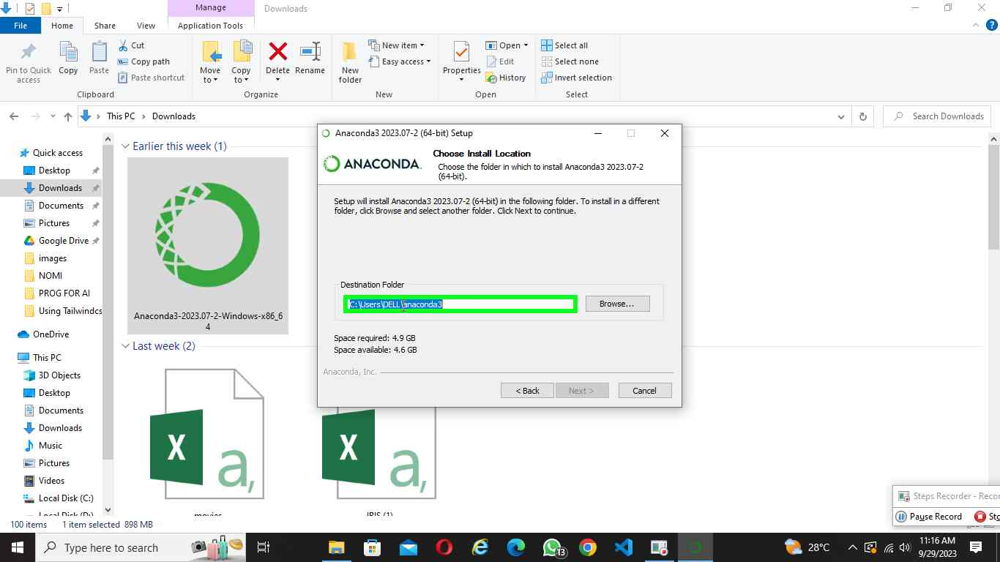 Manage
Downloads
File
Home
Share
View
Application Tools
Pin to Quick
access
Copy
Paste
Cut
Copy path
Paste shortcut
Clipboard
Move
to
Copy
to
Delete
Rename
Organize
New
folder
New item
Easy access
New
Properties
Open
Edit
History
Open
Select all
Select none
Invert selection
Select
This PC
Downloads
Search Downloads
Quick access
Desktop
Downloads
Documents
Pictures
Google Drive
images
NOMI
PROG FOR AI
Using Tailwindcs
OneDrive
This PC
3D Objects
Desktop
Documents
Downloads
Music
Pictures
Videos
Local Disk (C:)
Local Disk (D:)
Earlier this week (1)
Anaconda3-2023.07-2-Windows-x86_6
4
Last week (2)
X
a,
X
a,
movies
IRIS (1)
Anaconda3 2023.07-2 (64-bit) Setup
ANACONDA.
Choose Install Location
Choose the folder in which to install Anaconda3 2023.07-2
(64-bit).
Setup will install Anaconda3 2023.07-2 (64-bit) in the following folder. To install in a different
folder, click Browse and select another folder. Click Next to continue.
Destination Folder
C:\Users\DELL\anaconda3
Browse...
Space required: 4.9 GB
Space available: 4.6 GB
Anaconda, Inc.
< Back
Next >
Cancel
Steps Recorder - Recor
Pause Record
Sto
100 items
1 item selected 898 MB
Type here to search
13
28°C
11:16 AM
9/29/2023